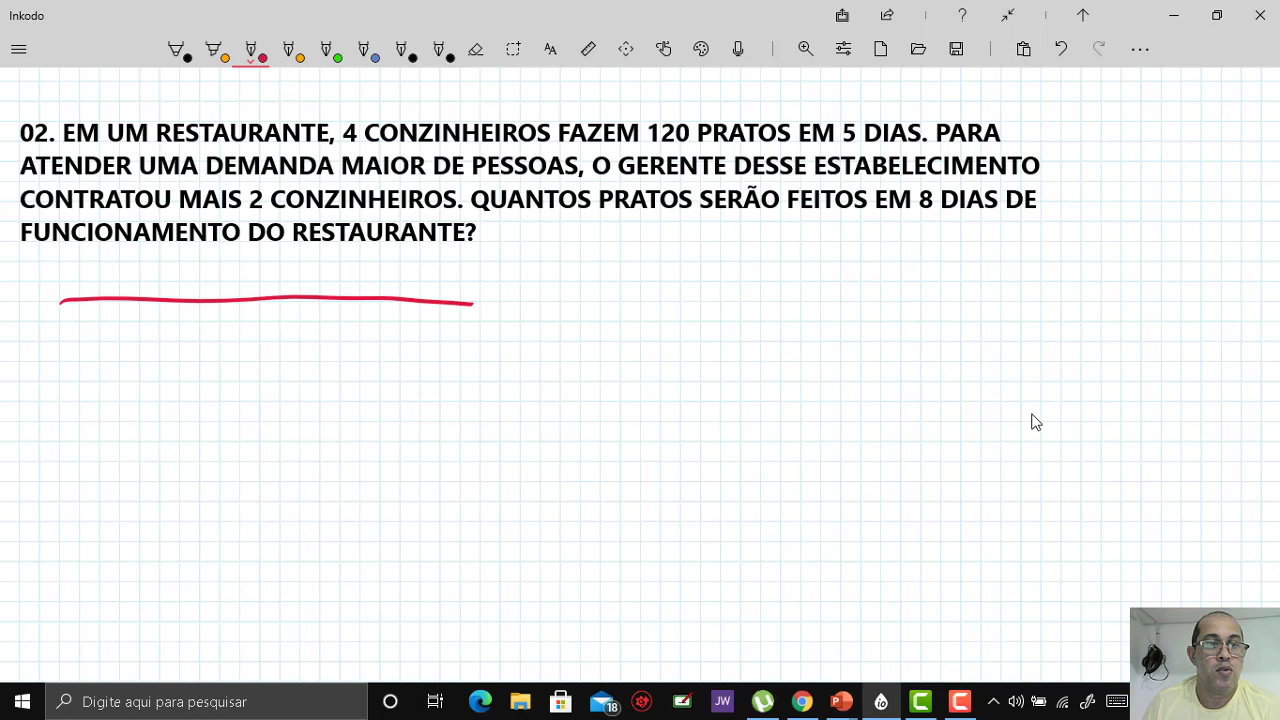 Inkodo
02. EM UM RESTAURANTE, 4 CONZINHEIROS FAZEM 120 PRATOS EM 5 DIAS. PARA
ATENDER UMA DEMANDA MAIOR DE PESSOAS, O GERENTE DESSE ESTABELECIMENTO
CONTRATOU MAIS 2 CONZINHEIROS. QUANTOS PRATOS SERÃO FEITOS EM 8 DIAS DE
FUNCIONAMENTO DO RESTAURANTE?
Digite aqui para pesquisar
18
JW